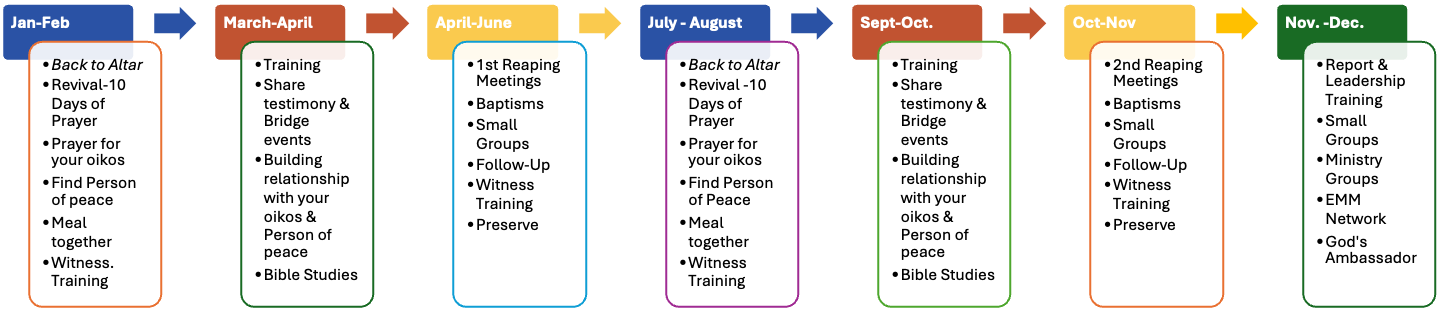 Jan-Feb
•Back to Altar
•Revival-10
Days of
Prayer
•Prayer for
your oikos
•Find Person
of peace
•Meal
together
•Witness.
Training
March-April
•Training
•Share
testimony &
Bridge
events
•Building
relationship
with your
oikos &
Person of
peace
•Bible Studies
April-June
•1st Reaping
Meetings
•Baptisms
•Small
Groups
•Follow-Up
•Witness
Training
•Preserve
July - August
•Back to Altar
•Revival -10
Days of
Prayer
•Prayer for
your oikos
•Find Person
of Peace
•Meal
together
•Witness
Training
Sept-Oct.
•Training
•Share
testimony &
Bridge
events
•Building
relationship
with your
oikos &
Person of
peace
•Bible Studies
Oct-Nov
•2nd Reaping
Meetings
•Baptisms
•Small
Groups
•Follow-Up
•Witness
Training
•Preserve
Nov. -Dec.
•Report &
Leadership
Training
•Small
Groups
•Ministry
Groups
•EMM
Network
•God's
Ambassador